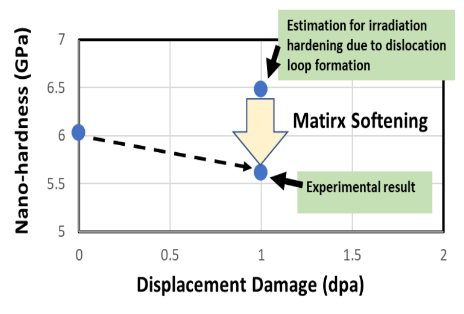 Estimation for irradiation
hardening due to dislocation
loop formation
Matirx Softening
Experimental result
Nano-hardness (GPa)
7
6.5
6
5.5
5
0
0.5
1
1.5
2
Displacement Damage (dpa)